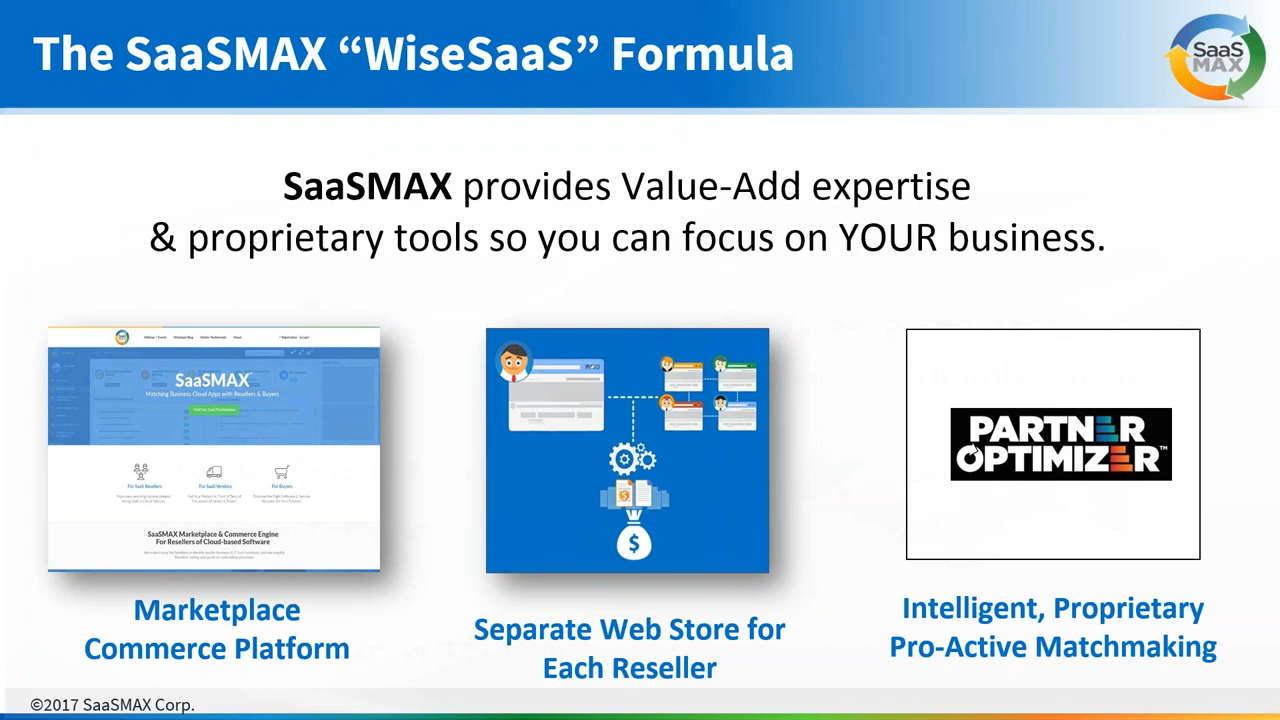 The SaaSMAX “WiseSaaS” Formula
SaaS
MAX
SaaSMAX provides Value-Add expertise
& proprietary tools so you can focus on YOUR business.
SaaSMAX
Matching Business Cloud Apps with Resellers & Buyers
For SaaS Resellers
For SaaS Vendors
For Buyers
SaaSMAX Marketplace & Commerce Engine
For Resellers of Cloud-based Software
$
PARTNER
OPTIMIZER™
Marketplace
Commerce Platform
Separate Web Store for
Each Reseller
Intelligent, Proprietary
Pro-Active Matchmaking
©2017 SaaSMAX Corp.